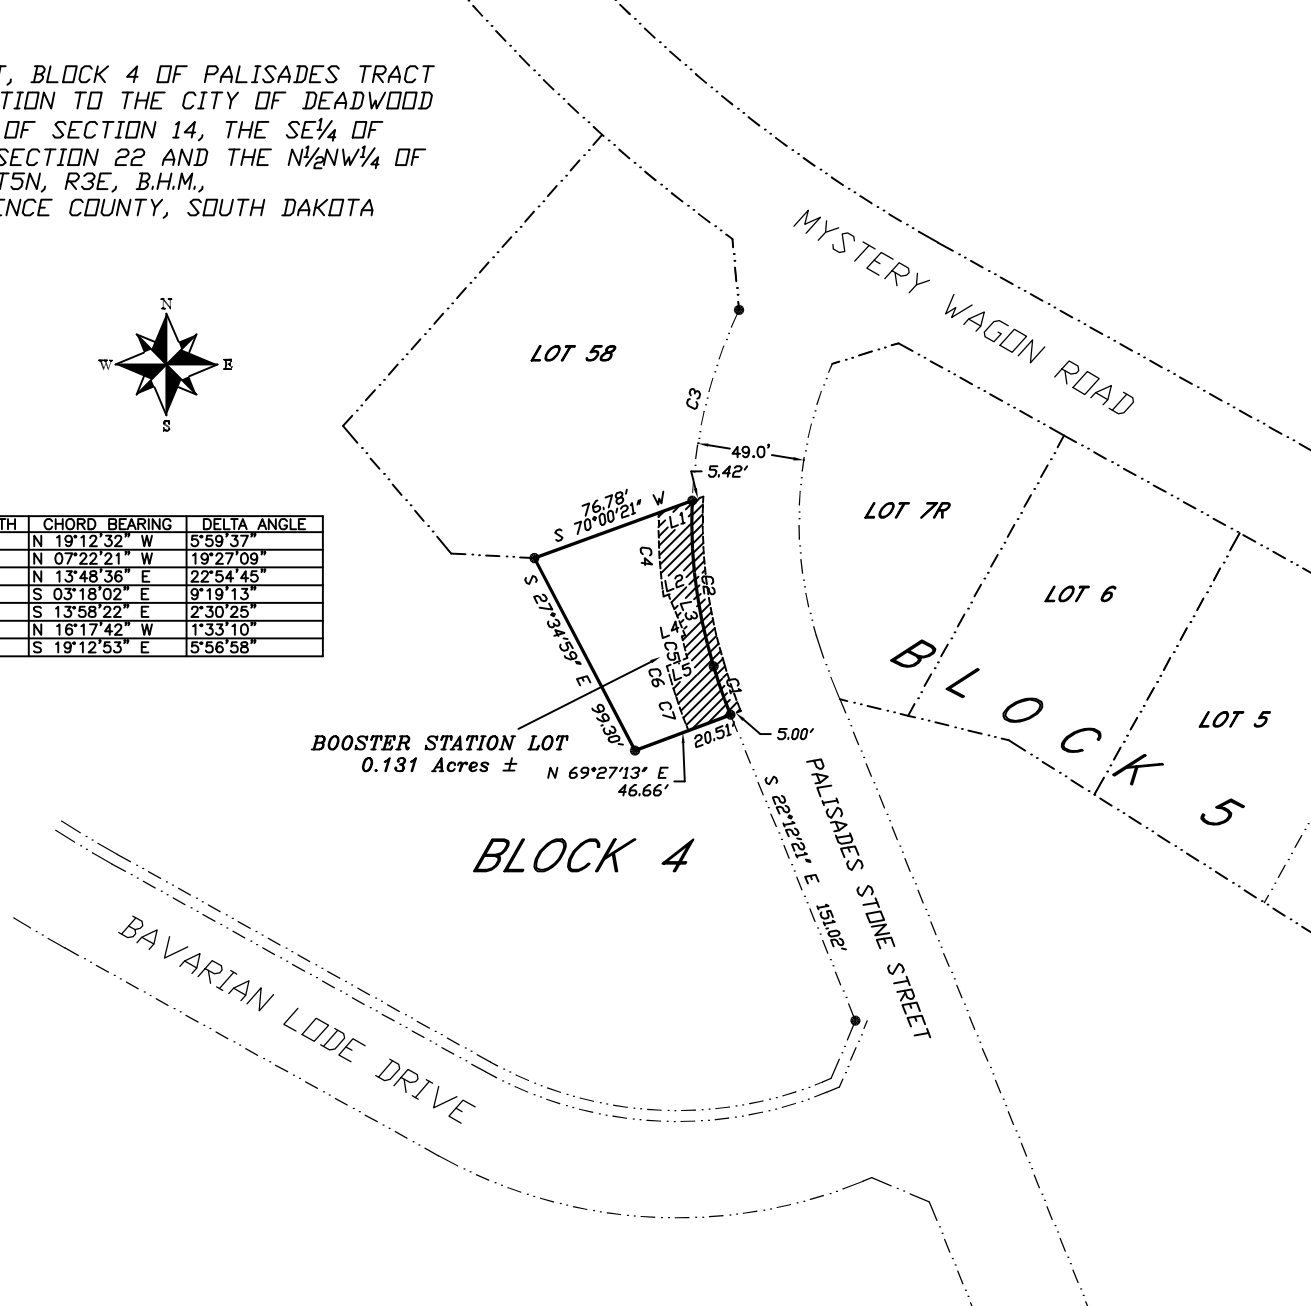 T, BLOCK 4 OF PALISADES TRACT
TION TO THE CITY OF DEADWOOD
OF SECTION 14, THE SE¼ OF
SECTION 22 AND THE N½NW¼ OF
T5N, R3E, B.H.M.,
ENCE COUNTY, SOUTH DAKOTA
MYSTERY WAGON ROAD
N
W E
S
LOT 58
C3
49.0'
5.42'
LOT 7R
76.78'
S 70°00'21" W
TH CHORD BEARING DELTA ANGLE
N 19°12'32" W 5°59'37"
N 07°22'21" W 19°27'09"
N 13°48'36" E 22°54'45"
S 03°18'02" E 9°19'13"
S 13°58'22" E 2°30'25"
N 16°17'42" W 1°33'10"
S 19°12'53" E 5°56'58"
L1
C4
L2
C2
L3
L4
C5
L5
C6
C1
C7
S 27°34'59" E 99.30'
LOT 6
LOT 5
BLOCK 5
BOOSTER STATION LOT
0.131 Acres ±
20.51'
5.00'
N 69°27'13" E
46.66'
S 22°12'21" E 151.02'
PALISADES STONE STREET
BLOCK 4
BAVARIAN LODE DRIVE